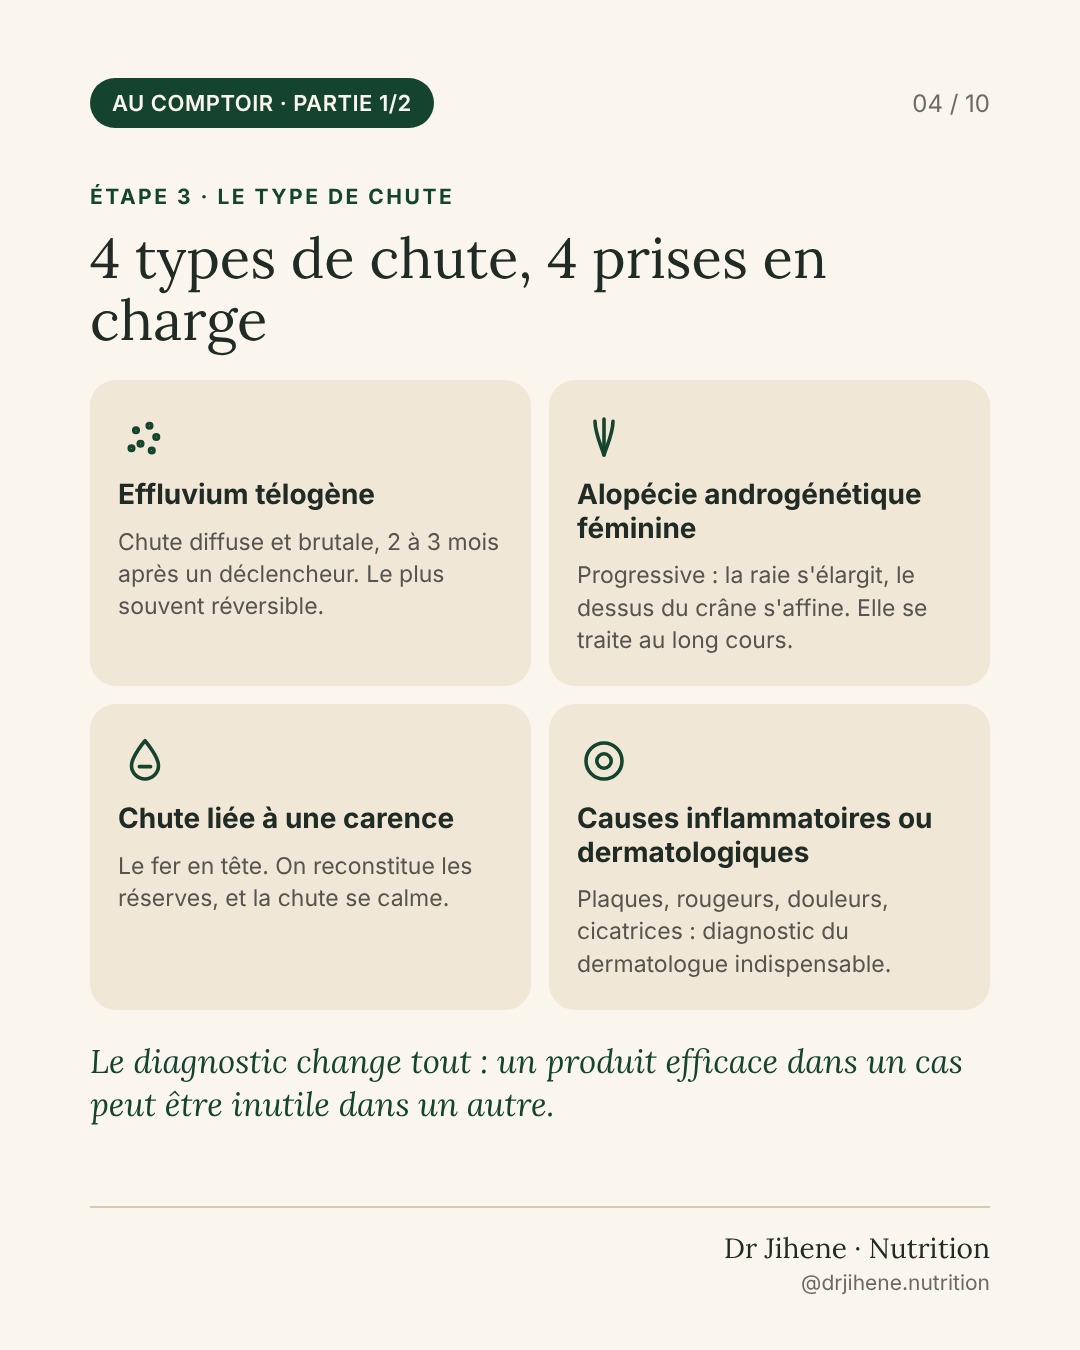 AU COMPTOIR · PARTIE 1/2
04 / 10
ÉTAPE 3 · LE TYPE DE CHUTE
4 types de chute, 4 prises en
charge
Effluvium télogène
Chute diffuse et brutale, 2 à 3 mois
après un déclencheur. Le plus
souvent réversible.
Alopécie androgénétique
féminine
Progressive : la raie s'élargit, le
dessus du crâne s'affine. Elle se
traite au long cours.
Chute liée à une carence
Le fer en tête. On reconstitue les
réserves, et la chute se calme.
Causes inflammatoires ou
dermatologiques
Plaques, rougeurs, douleurs,
cicatrices : diagnostic du
dermatologue indispensable.
Le diagnostic change tout : un produit efficace dans un cas
peut être inutile dans un autre.
Dr Jihene · Nutrition
@drjihene.nutrition